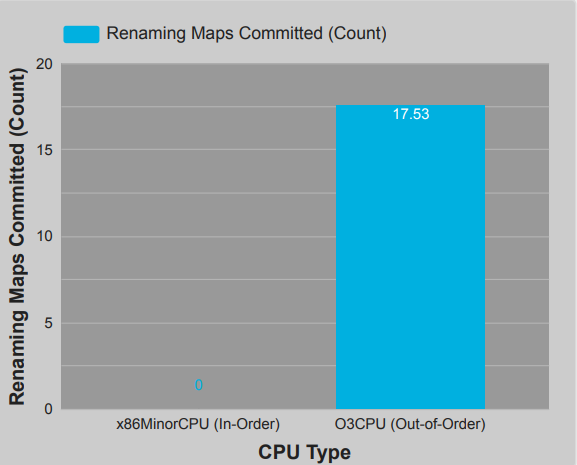 Renaming Maps Committed (Count)
Renaming Maps Committed (Count)
20
15
10
5
0
17.53
0
x86MinorCPU (In-Order)
O3CPU (Out-of-Order)
CPU Type